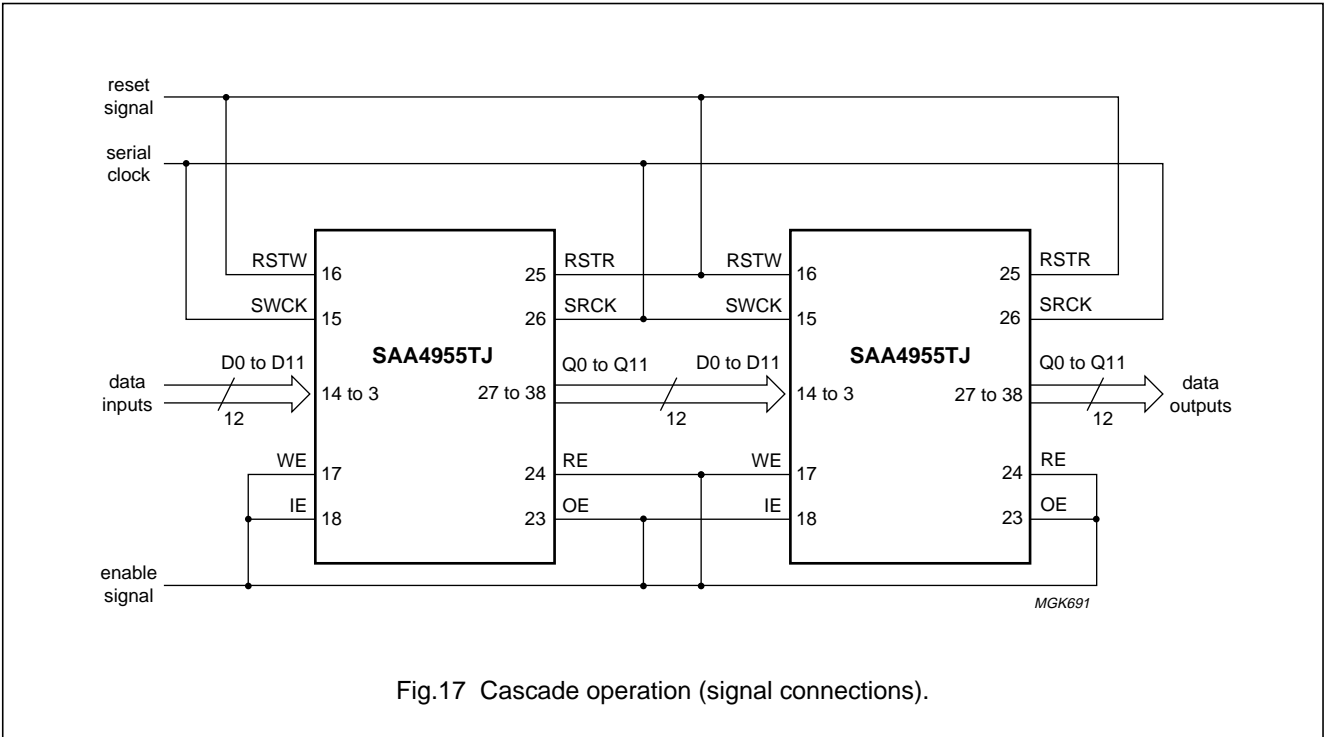 reset
signal
serial
clock
RSTW 16 25 RSTR RSTW 16 25 RSTR
SWCK 15 26 SRCK SWCK 15 26 SRCK
SAA4955TJ SAA4955TJ
data
inputs
D0 to D11 Q0 to Q11 D0 to D11 Q0 to Q11
14 to 3 27 to 38 14 to 3 27 to 38
data
outputs
12 12 12
WE 17 24 RE WE 17 24 RE
IE 18 23 OE IE 18 23 OE
enable
signal
MGK691
Fig.17 Cascade operation (signal connections).